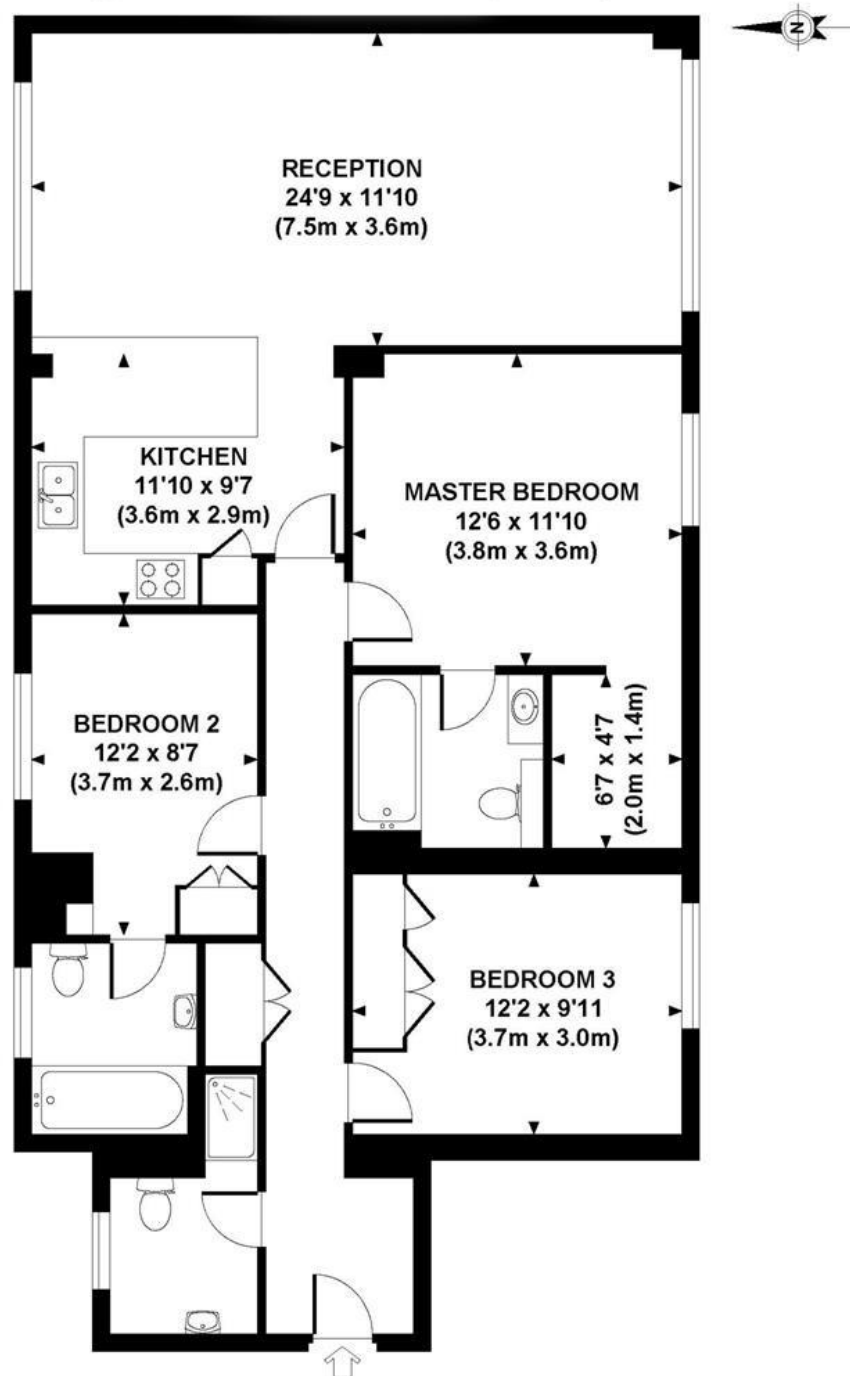 N
RECEPTION
24'9 x 11'10
(7.5m x 3.6m)
KITCHEN
11'10 x 9'7
(3.6m x 2.9m)
MASTER BEDROOM
12'6 x 11'10
(3.8m x 3.6m)
BEDROOM 2
12'2 x 8'7
(3.7m x 2.6m)
6'7 x 4'7
(2.0m x 1.4m)
BEDROOM 3
12'2 x 9'11
(3.7m x 3.0m)